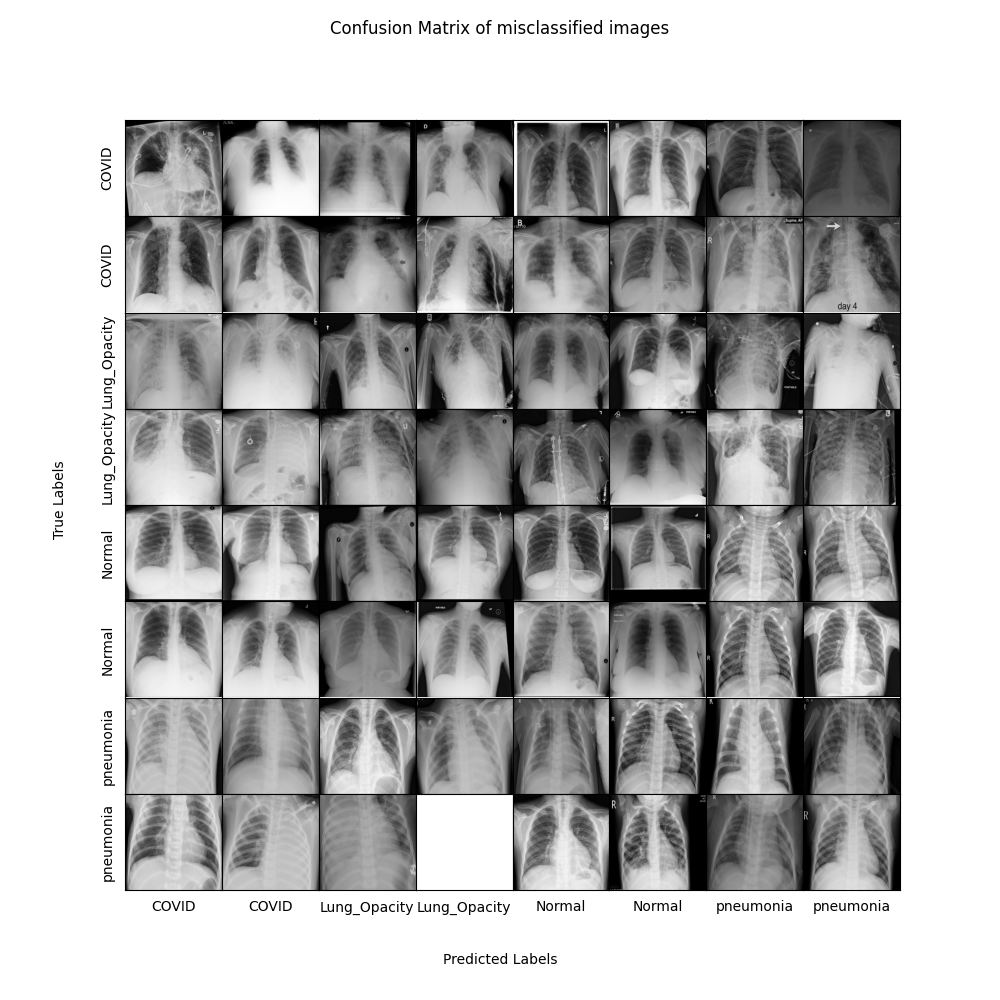 Confusion Matrix of misclassified images
True Labels
COVID
COVID
Lung_Opacity
Lung_Opacity
Normal
Normal
pneumonia
pneumonia
D
B
R
day 4
R
R
R
COVID
COVID
Lung_Opacity
Lung_Opacity
Normal
Normal
pneumonia
pneumonia
Predicted Labels